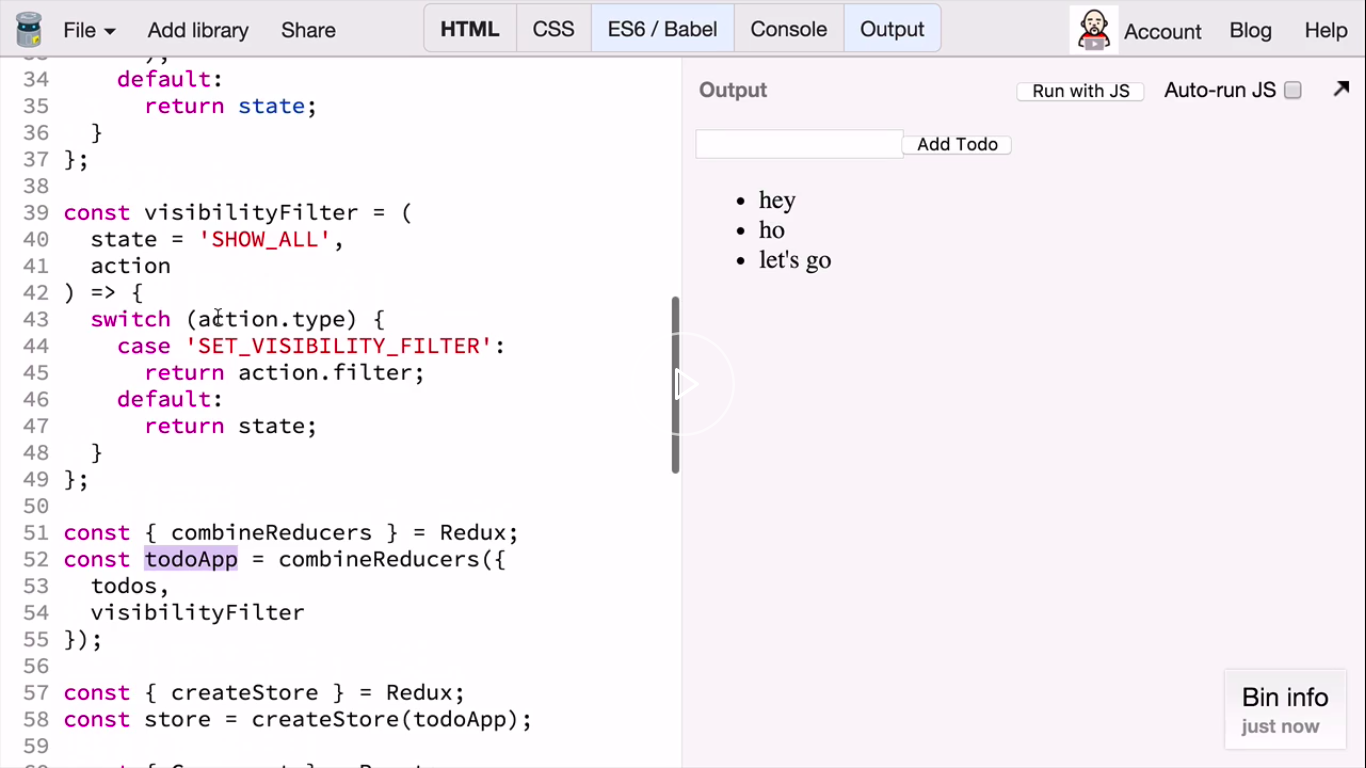 File Add library Share HTML CSS ES6 / Babel Console Output Account Blog Help
34 default:
35 return state;
36 }
37 };
38
39 const visibilityFilter = (
40 state = 'SHOW_ALL',
41 action
42 ) => {
43 switch (action.type) {
44 case 'SET_VISIBILITY_FILTER':
45 return action.filter;
46 default:
47 return state;
48 }
49 };
50
51 const { combineReducers } = Redux;
52 const todoApp = combineReducers({
53 todos,
54 visibilityFilter
55 });
56
57 const { createStore } = Redux;
58 const store = createStore(todoApp);
59
Output Run with JS Auto-run JS
Add Todo
• hey
• ho
• let's go
Bin info
just now